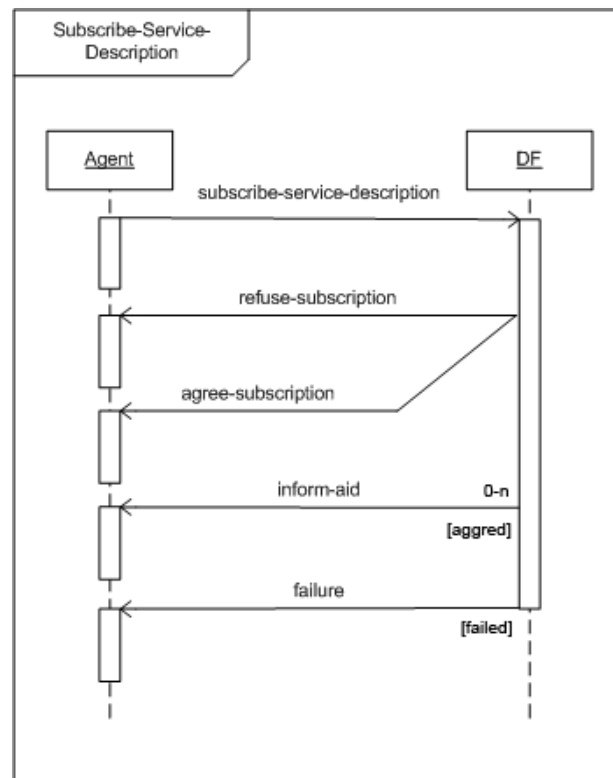 Subscribe-Service-
Description
Agent
DF
subscribe-service-description
refuse-subscription
agree-subscription
inform-aid
0-n
[aggred]
failure
[failed]